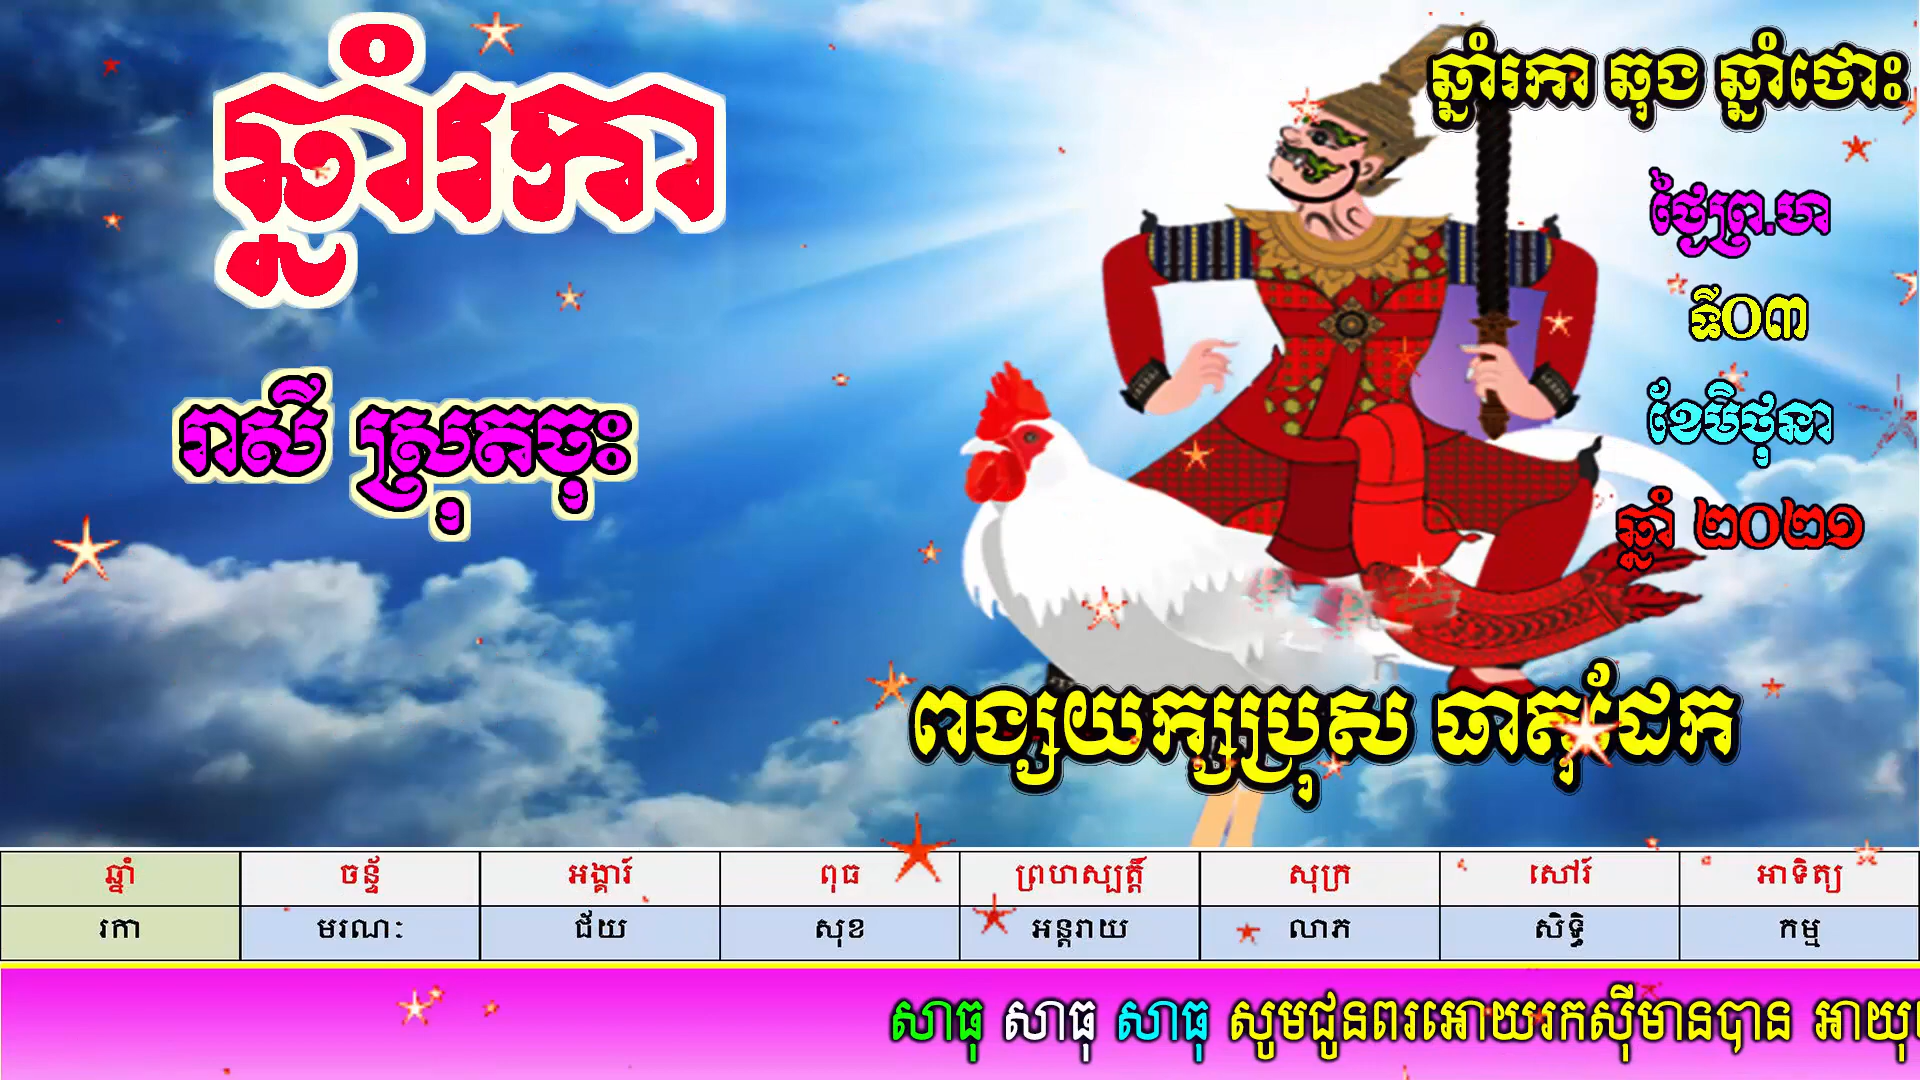 ឆ្នាំរកា
រាសី ស្រុតចុះ
ឆ្នាំរកា ឆុង ឆ្នាំថោះ
ថ្ងៃព្រ.ហ
ទី០៣
ខែមិថុនា
ឆ្នាំ ២០២១
ពង្សយក្សប្រុស ធាតុដែក
ឆ្នាំ ចន្ទ័ អង្គារ៍ ពុធ ព្រហស្បត្តិ៍ សុក្រ សៅរ៍ អាទិត្យ
រកា មរណៈ ជ័យ សុខ អន្តរាយ លាភ សិទ្ធិ កម្ម
សាធុ សាធុ សាធុ សូមជូនពរអោយរកស៊ីមានបាន អាយុ